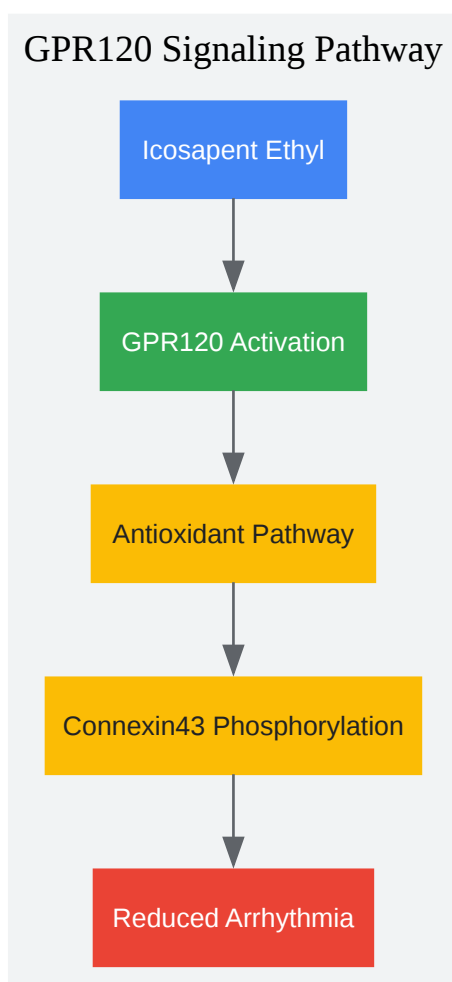 GPR120 Signaling Pathway
Icosapent Ethyl
GPR120 Activation
Antioxidant Pathway
Connexin43 Phosphorylation
Reduced Arrhythmia